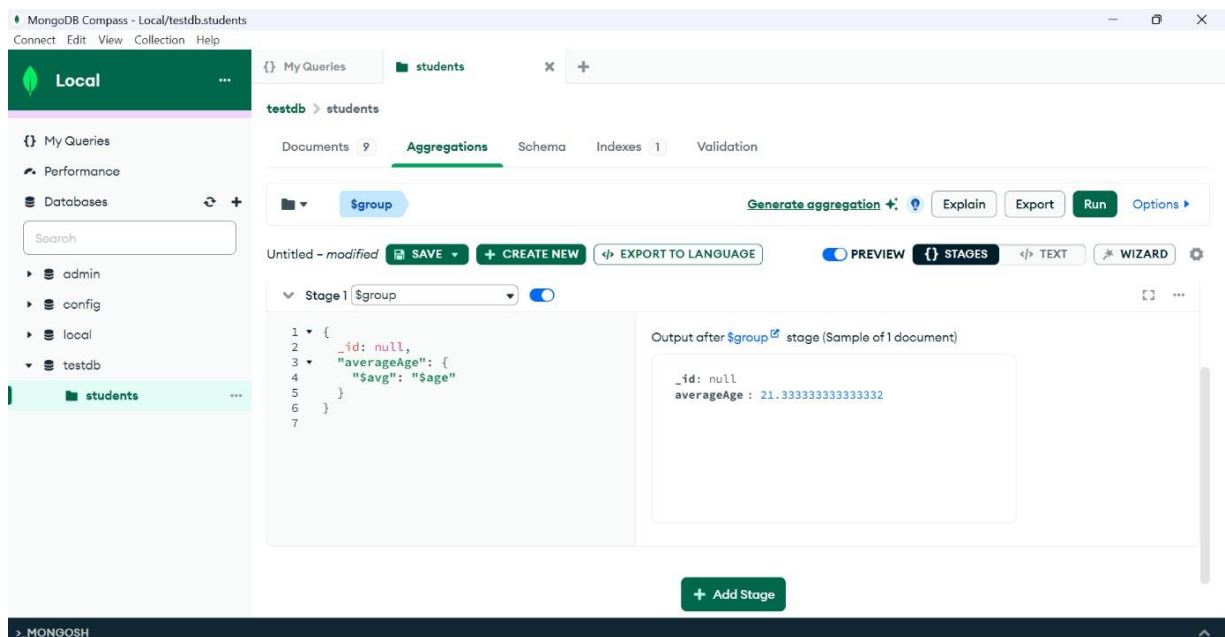 MongoDB Compass - Local/testdb.students
Connect Edit View Collection Help
Local
{} My Queries
students
testdb > students
{} My Queries
Performance
Databases
Search
admin
config
local
testdb
students
Documents 9 Aggregations Schema Indexes 1 Validation
$group
Generate aggregation Explain Export Run Options
Untitled – modified SAVE + CREATE NEW </> EXPORT TO LANGUAGE PREVIEW {} STAGES </> TEXT WIZARD
Stage 1 $group
1 {
2 _id: null,
3 "averageAge": {
4 "$avg": "$age"
5 }
6 }
7
Output after $group stage (Sample of 1 document)
_id: null
averageAge : 21.333333333333332
+ Add Stage
> MONGOSH